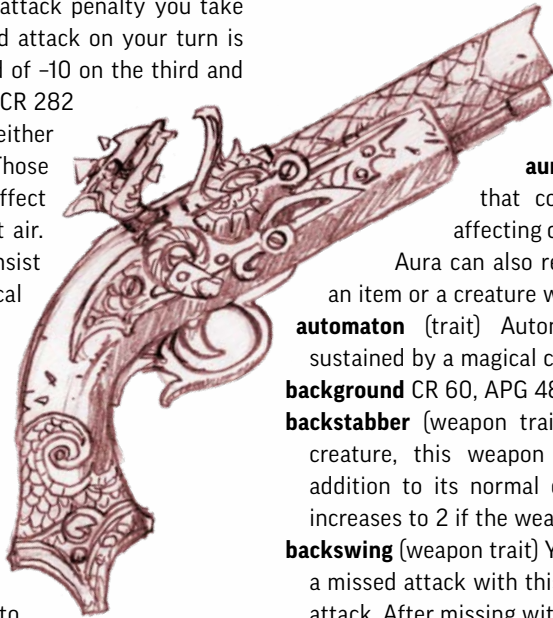 attack penalty you take
d attack on your turn is
d of –10 on the third and
CR 282
either
Those
ffect
t air.
nsist
cal
to
aur
that co
affecting o
Aura can also re
an item or a creature w
automaton (trait) Autom
sustained by a magical c
background CR 60, APG 48
backstabber (weapon trai
creature, this weapon
addition to its normal d
increases to 2 if the wea
backswing (weapon trait) Y
a missed attack with thi
attack. After missing wit